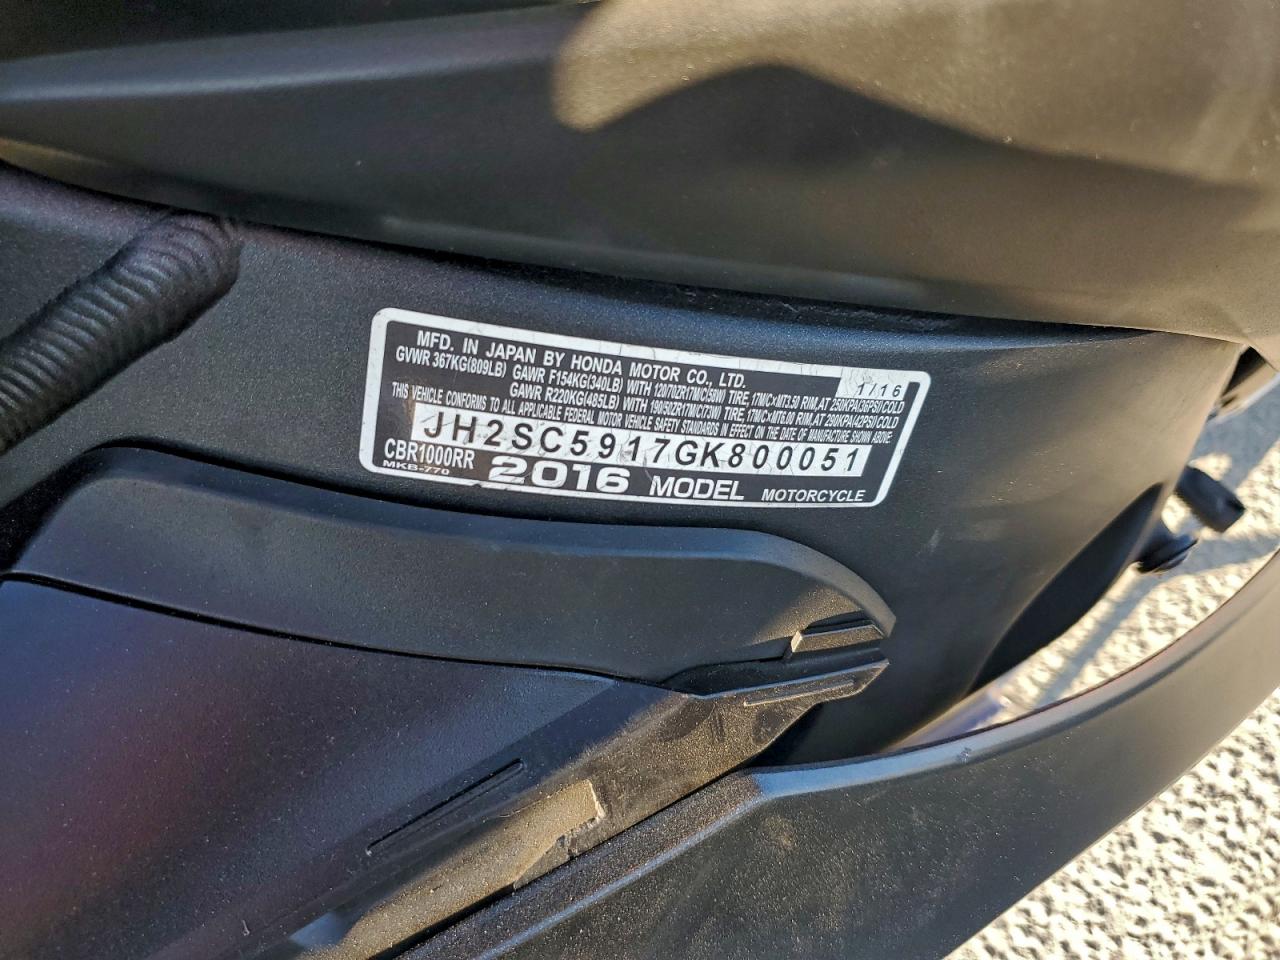 MFD. IN JAPAN BY HONDA MOTOR CO., LTD. 1/16
GVWR 367KG(809LB) GAWR F154KG(340LB) WITH 120/70ZR17M/C(58W) TIRE, 17M/C×MT3.50 RIM, AT 250KPA(36PSI)/COLD
GAWR R220KG(485LB) WITH 190/50ZR17M/C(73W) TIRE, 17M/C×MT6.00 RIM, AT 290KPA(42PSI)/COLD
THIS VEHICLE CONFORMS TO ALL APPLICABLE FEDERAL MOTOR VEHICLE SAFETY STANDARDS IN EFFECT ON THE DATE OF MANUFACTURE SHOWN ABOVE.
JH2SC5917GK800051
CBR1000RR 2016 MODEL MOTORCYCLE
MKB-770